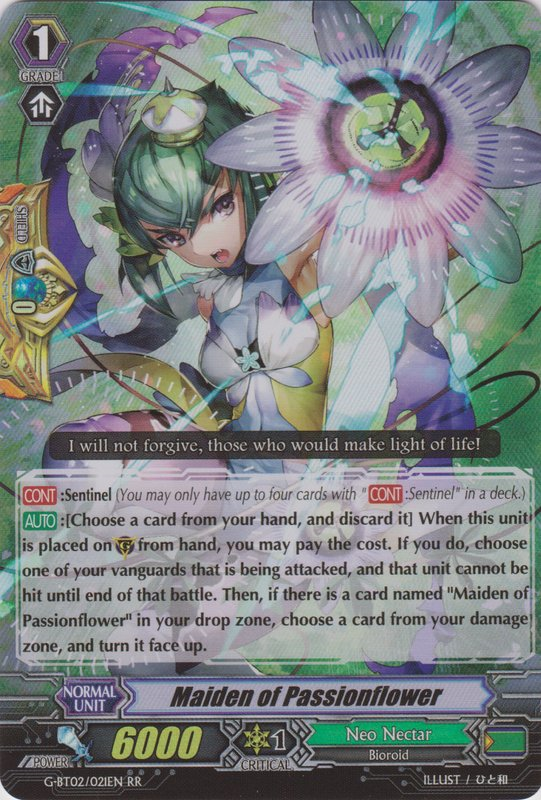 1
GRADE1
SHIELD
0
I will not forgive, those who would make light of life!
CONT :Sentinel (You may only have up to four cards with " CONT :Sentinel" in a deck.)
AUTO :[Choose a card from your hand, and discard it] When this unit
is placed on G from hand, you may pay the cost. If you do, choose
one of your vanguards that is being attacked, and that unit cannot be
hit until end of that battle. Then, if there is a card named "Maiden of
Passionflower" in your drop zone, choose a card from your damage
zone, and turn it face up.
NORMAL
UNIT
Maiden of Passionflower
POWER
6000
1
CRITICAL
Neo Nectar
Bioroid
G-BT02/021EN RR
ILLUST / ひと和